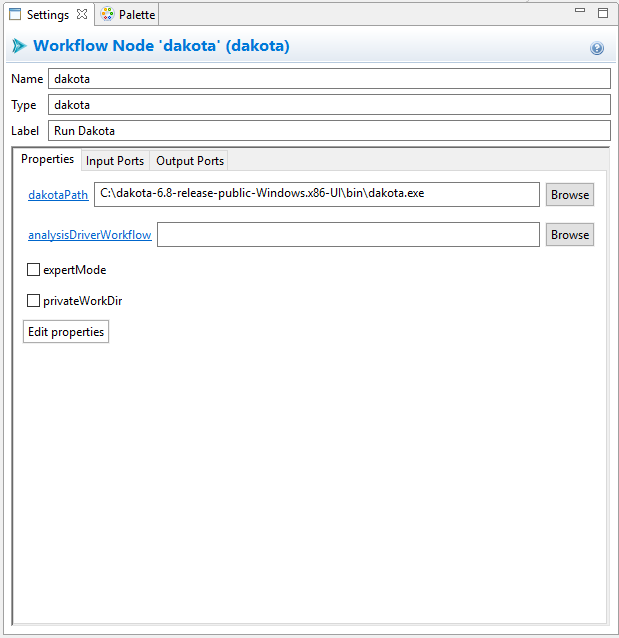 Settings
Palette
Workflow Node 'dakota' (dakota)
Name dakota
Type dakota
Label Run Dakota
Properties Input Ports Output Ports
dakotaPath C:\dakota-6.8-release-public-Windows.x86-UI\bin\dakota.exe Browse
analysisDriverWorkflow Browse
expertMode
privateWorkDir
Edit properties